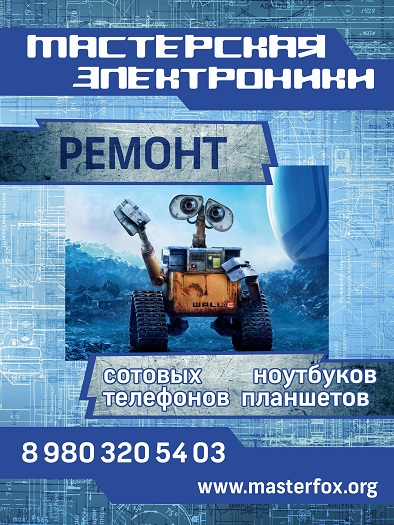 МАСТЕРСКАЯ
ЭЛЕКТРОНИКИ
РЕМОНТ
WALL·E
сотовых ноутбуков
телефонов планшетов
8 980 320 54 03
www.masterfox.org